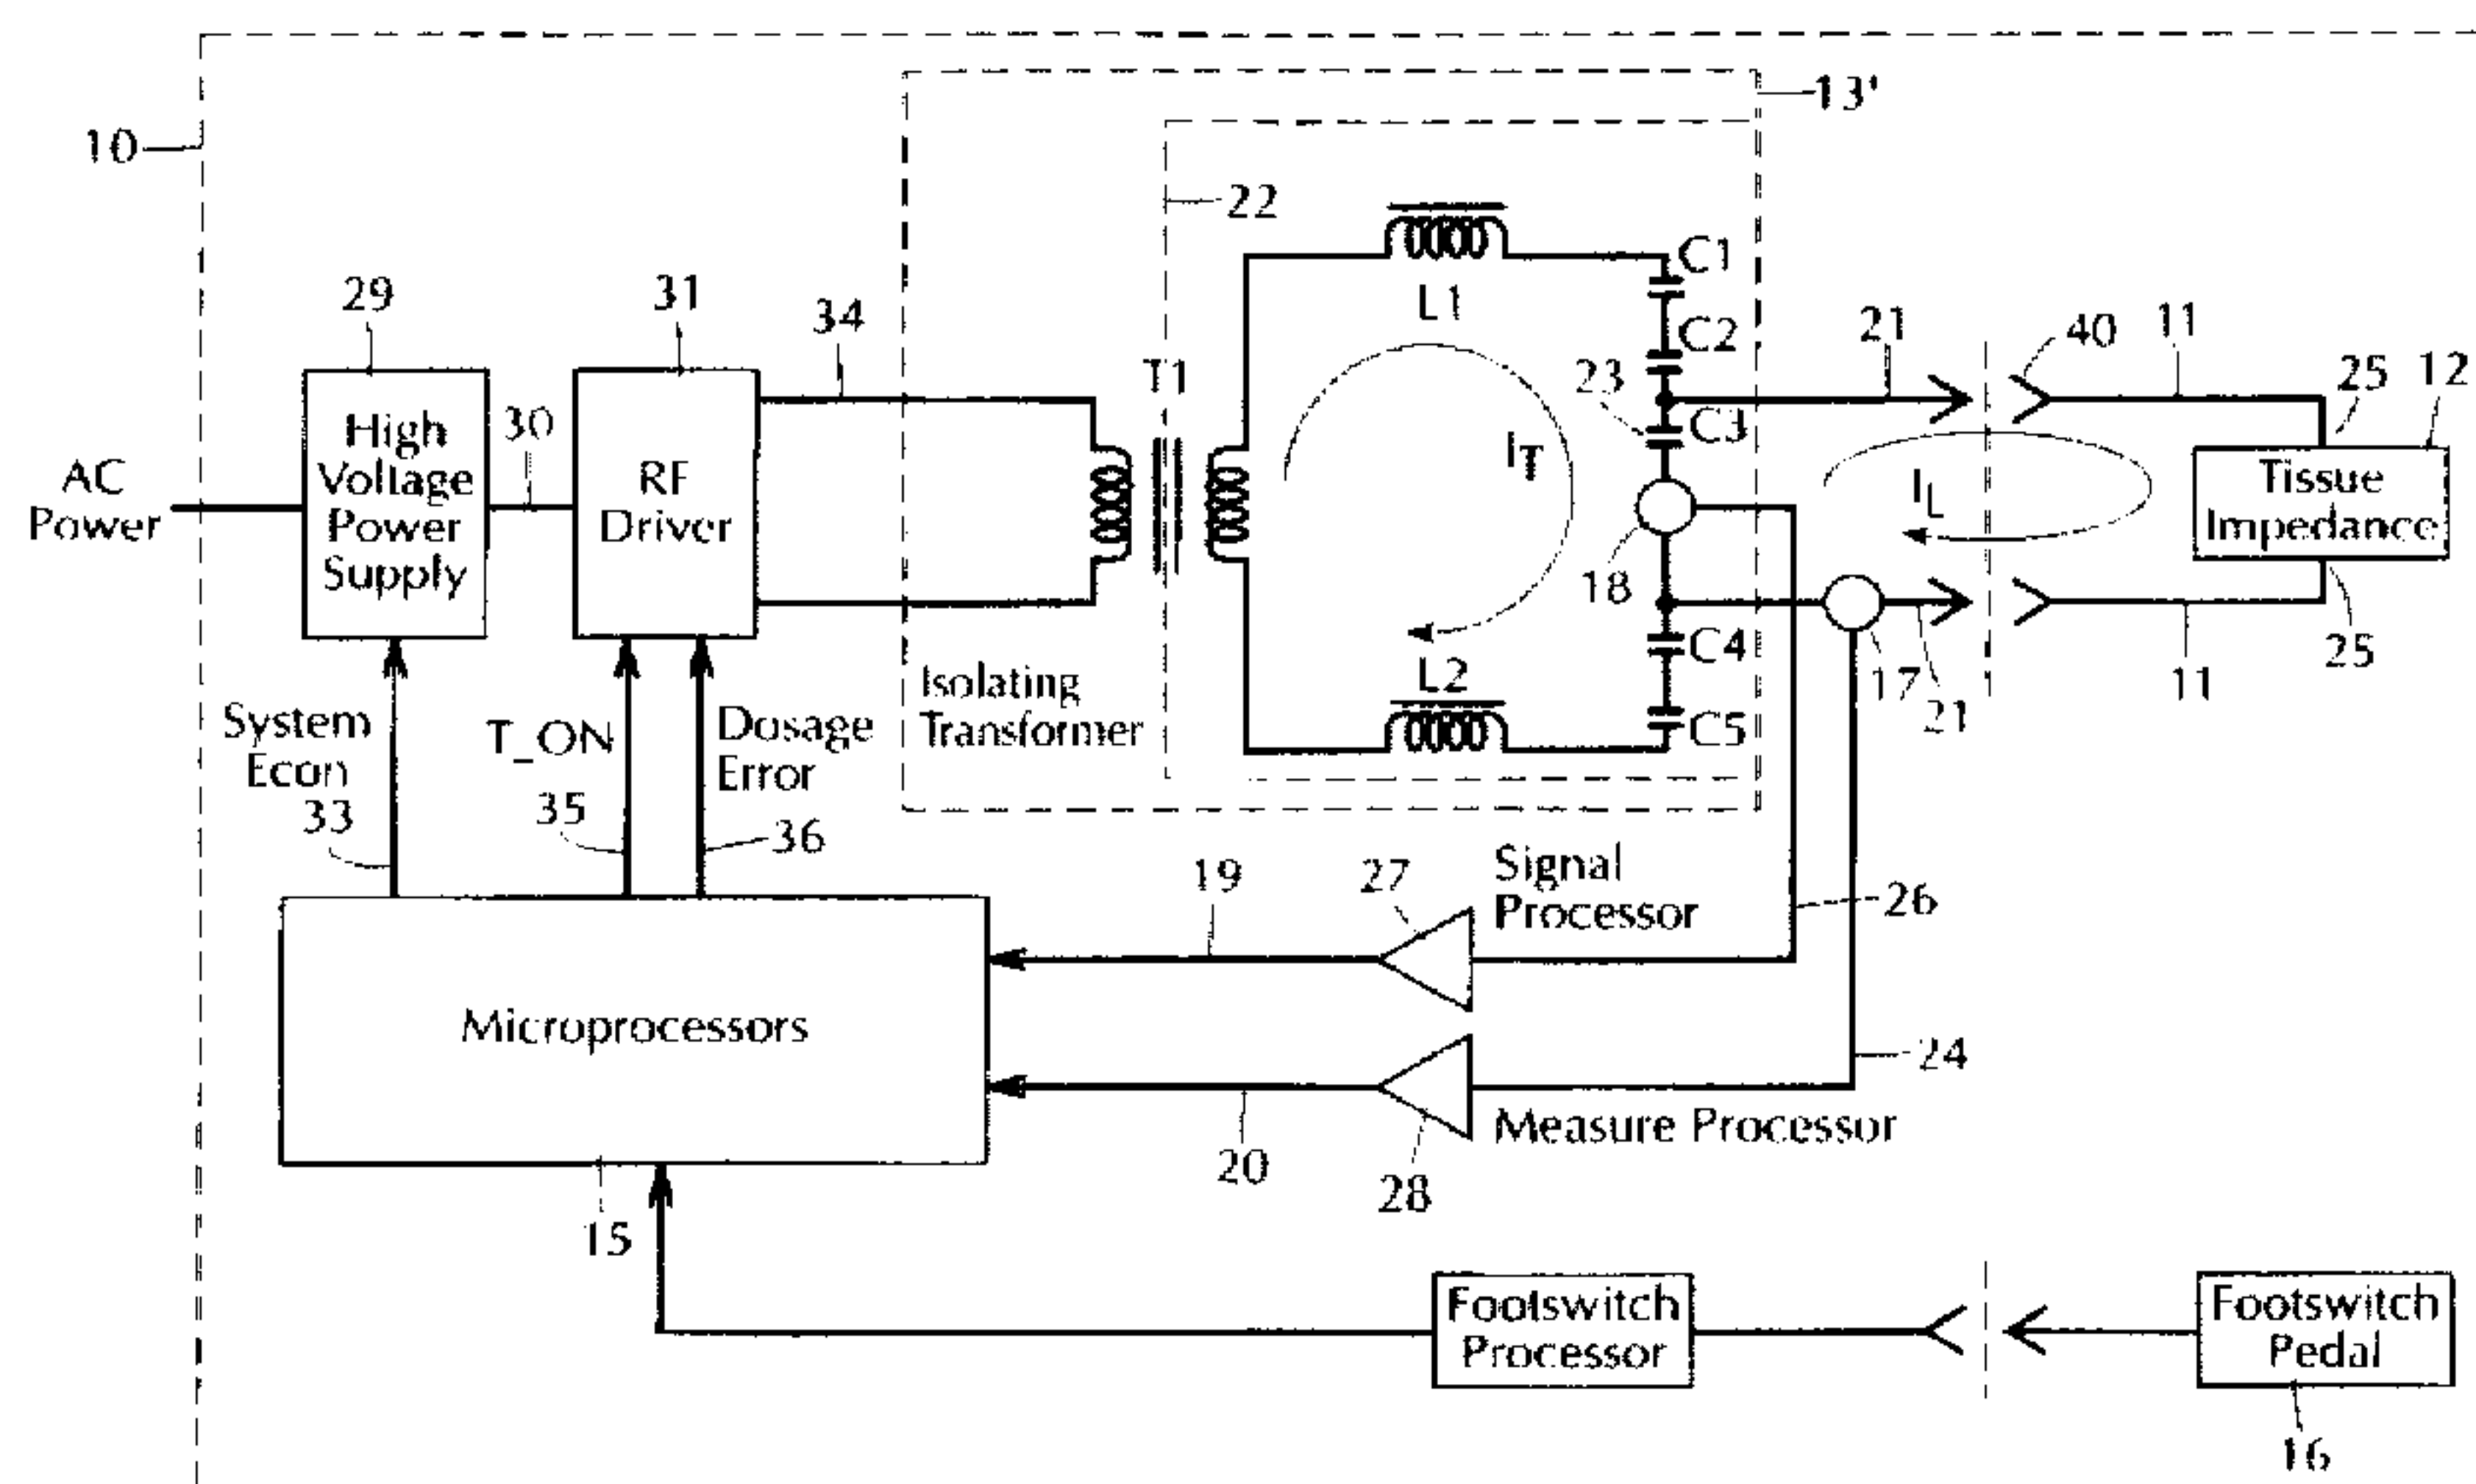 13'
10
22
29
31
34
C1
L1
C2
21
40
11
T1
23
25
12
High
Voltage
Power
Supply
30
RF
Driver
C3
AC
Power
IT
IL
Tissue
Impedance
18
C4
L2
17
21
11
25
Isolating
Transformer
C5
System
Econ
33
T_ON
35
Dosage
Error
36
19
27
Signal
Processor
26
Microprocessors
24
20
28
Measure Processor
15
Footswitch
Processor
Footswitch
Pedal
16